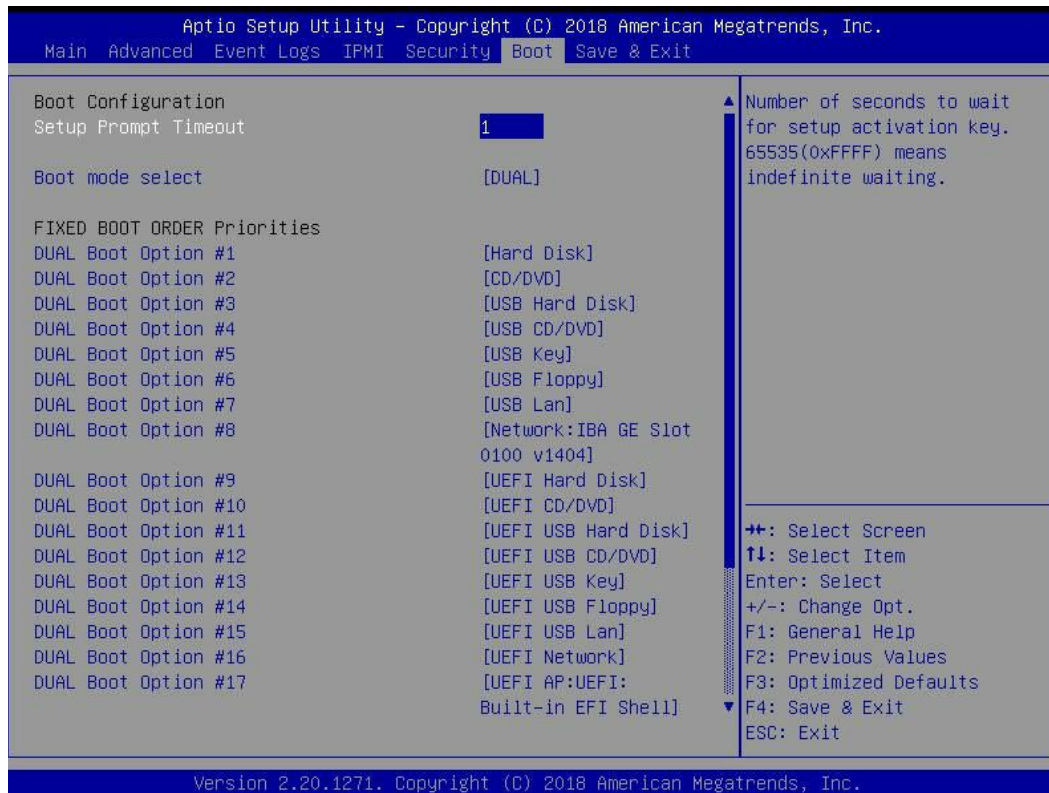 Aptio Setup Utility – Copyright (C) 2018 American Megatrends, Inc.
Main Advanced Event Logs IPMI Security Boot Save & Exit
Boot Configuration
Setup Prompt Timeout 1
Boot mode select [DUAL]
FIXED BOOT ORDER Priorities
DUAL Boot Option #1 [Hard Disk]
DUAL Boot Option #2 [CD/DVD]
DUAL Boot Option #3 [USB Hard Disk]
DUAL Boot Option #4 [USB CD/DVD]
DUAL Boot Option #5 [USB Key]
DUAL Boot Option #6 [USB Floppy]
DUAL Boot Option #7 [USB Lan]
DUAL Boot Option #8 [Network:IBA GE Slot
0100 v1404]
DUAL Boot Option #9 [UEFI Hard Disk]
DUAL Boot Option #10 [UEFI CD/DVD]
DUAL Boot Option #11 [UEFI USB Hard Disk]
DUAL Boot Option #12 [UEFI USB CD/DVD]
DUAL Boot Option #13 [UEFI USB Key]
DUAL Boot Option #14 [UEFI USB Floppy]
DUAL Boot Option #15 [UEFI USB Lan]
DUAL Boot Option #16 [UEFI Network]
DUAL Boot Option #17 [UEFI AP:UEFI:
Built-in EFI Shell]
Number of seconds to wait
for setup activation key.
65535(0xFFFF) means
indefinite waiting.
→←: Select Screen
↑↓: Select Item
Enter: Select
+/-: Change Opt.
F1: General Help
F2: Previous Values
F3: Optimized Defaults
F4: Save & Exit
ESC: Exit
Version 2.20.1271. Copyright (C) 2018 American Megatrends, Inc.